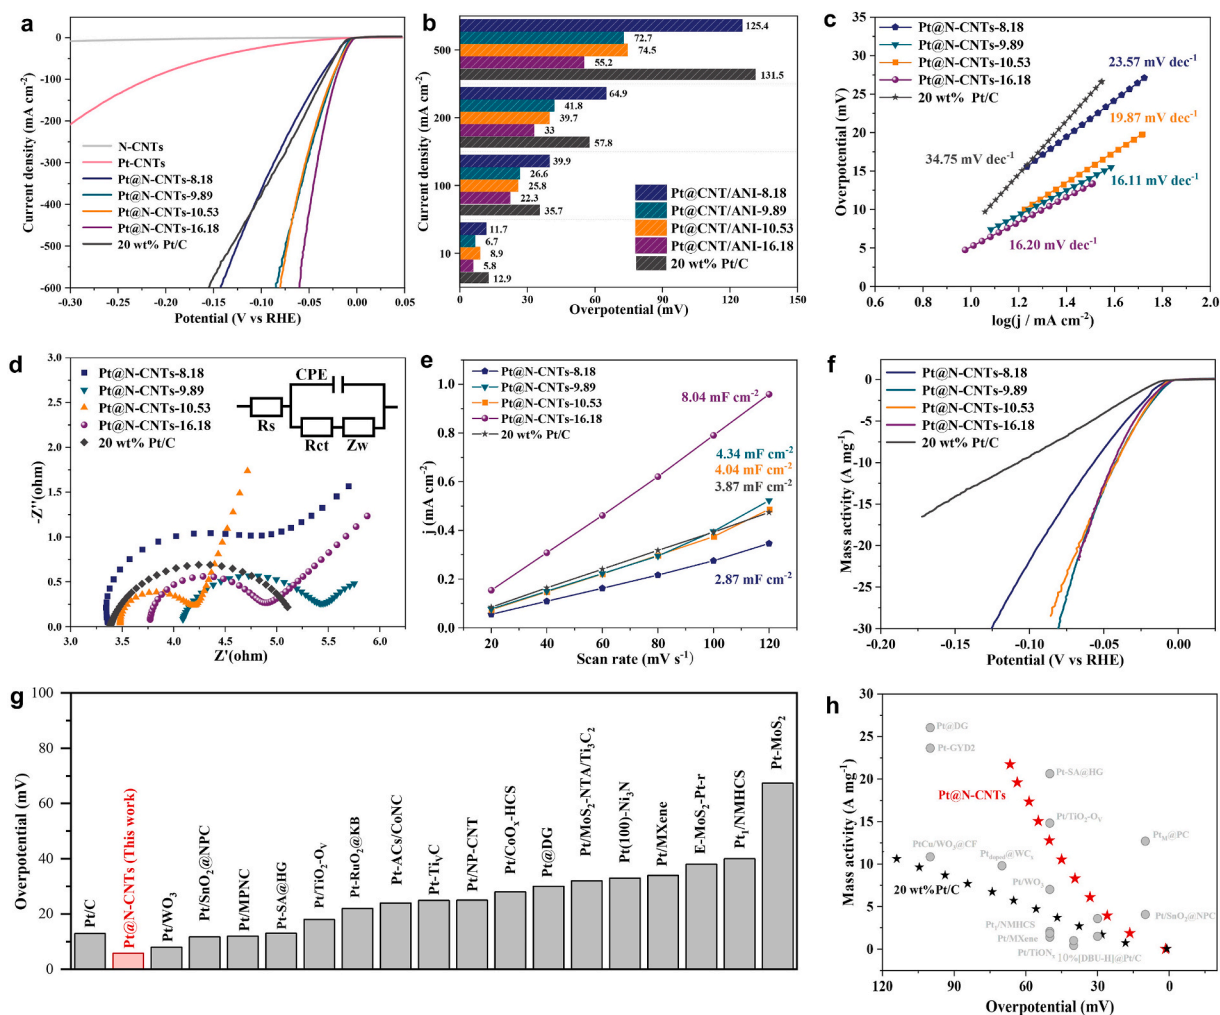 a
Current density (mA cm-2)
0
-100
-200
-300
-400
-500
-600
N-CNTs
Pt-CNTs
Pt@N-CNTs-8.18
Pt@N-CNTs-9.89
Pt@N-CNTs-10.53
Pt@N-CNTs-16.18
20 wt% Pt/C
-0.30 -0.20 -0.10 0.00 0.05
Potential (V vs RHE)
b
Current density (mA cm-2)
500
200
100
10
125.4
72.7
74.5
55.2
131.5
64.9
41.8
39.7
33
57.8
39.9
26.6
25.8
22.3
35.7
11.7
6.7
8.9
5.8
12.9
Pt@CNT/ANI-8.18
Pt@CNT/ANI-9.89
Pt@CNT/ANI-10.53
Pt@CNT/ANI-16.18
20 wt% Pt/C
0 30 60 90 120 150
Overpotential (mV)
c
Overpotential (mV)
40
35
30
25
20
15
10
5
0
Pt@N-CNTs-8.18
Pt@N-CNTs-9.89
Pt@N-CNTs-10.53
Pt@N-CNTs-16.18
20 wt% Pt/C
23.57 mV dec-1
19.87 mV dec-1
34.75 mV dec-1
16.11 mV dec-1
16.20 mV dec-1
0.6 0.8 1.0 1.2 1.4 1.6 1.8 2.0
log(j / mA cm-2)
d
-Z''(ohm)
3.0
2.5
2.0
1.5
1.0
0.5
0.0
Pt@N-CNTs-8.18
Pt@N-CNTs-9.89
Pt@N-CNTs-10.53
Pt@N-CNTs-16.18
20 wt% Pt/C
CPE
Rs
Rct Zw
3.0 3.5 4.0 4.5 5.0 5.5 6.0
Z'(ohm)
e
j (mA cm-2)
1.0
0.8
0.6
0.4
0.2
0.0
Pt@N-CNTs-8.18
Pt@N-CNTs-9.89
Pt@N-CNTs-10.53
Pt@N-CNTs-16.18
20 wt% Pt/C
8.04 mF cm-2
4.34 mF cm-2
4.04 mF cm-2
3.87 mF cm-2
2.87 mF cm-2
20 40 60 80 100 120
Scan rate (mV s-1)
f
Mass activity (A mg-1)
0
-5
-10
-15
-20
-25
-30
Pt@N-CNTs-8.18
Pt@N-CNTs-9.89
Pt@N-CNTs-10.53
Pt@N-CNTs-16.18
20 wt% Pt/C
-0.20 -0.15 -0.10 -0.05 0.00
Potential (V vs RHE)
g
Overpotential (mV)
100
80
60
40
20
0
Pt/C
Pt@N-CNTs (This work)
Pt/WO3
Pt/SnO2@NPC
Pt/MPNC
Pt-SA@HG
Pt/TiO2-OV
Pt-RuO2@KB
Pt-ACs/CoNC
Pt-TiVC
Pt/NP-CNT
Pt/CoOx-HCS
Pt@DG
Pt/MoS2-NTA/Ti3C2
Pt(100)-Ni3N
Pt/MXene
E-MoS2-Pt-r
Pt1/NMHCS
Pt-MoS2
h
Mass activity (A mg-1)
30
25
20
15
10
5
0
Pt@DG
Pt-GYD2
Pt-SA@HG
Pt@N-CNTs
Pt/TiO2-OV
PtM@PC
PtCu/WO3@CF
Ptdoped@WCx
20 wt%Pt/C
Pt/WO3
Pt/SnO2@NPC
Pt1/NMHCS
Pt/MXene
Pt/TiONx
10%[DBU-H]@Pt/C
120 90 60 30 0
Overpotential (mV)